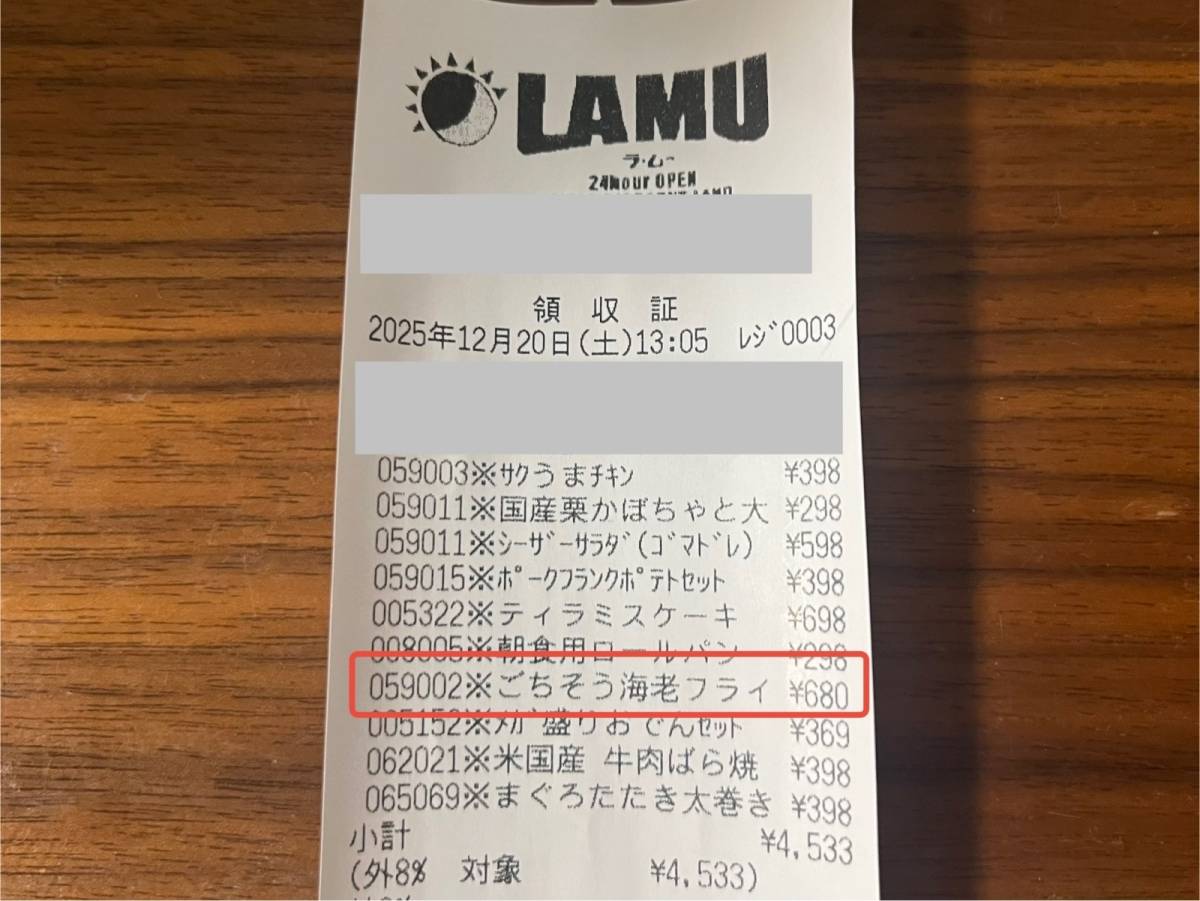 LAMU
ラ・ムー
24hour OPEN
領 収 証
2025年12月20日(土)13:05 ﾚｼﾞ0003
059003※ｻｸうまﾁｷﾝ ¥398
059011※国産栗かぼちゃと大 ¥298
059011※ｼｰｻﾞｰｻﾗﾀﾞ(ｺﾞﾏﾄﾞﾚ) ¥598
059015※ﾎﾟｰｸﾌﾗﾝｸﾎﾟﾃﾄｾｯﾄ ¥398
005322※ティラミスケーキ ¥698
008005※朝食用ロールパン ¥298
059002※ごちそう海老フライ ¥680
005152※ﾒｶﾞ盛りおでんｾｯﾄ ¥369
062021※米国産 牛肉ばら焼 ¥398
065069※まぐろたたき太巻き ¥398
小計 ¥4,533
(外8% 対象 ¥4,533)